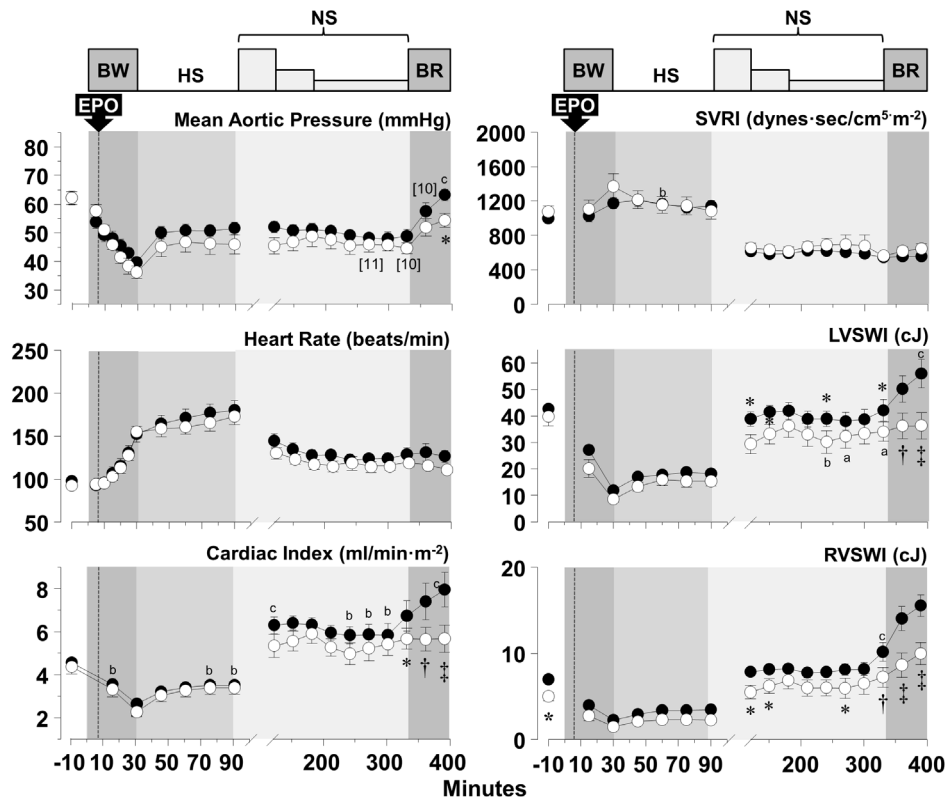 NS NS
BW HS BR BW HS BR
EPO EPO
Mean Aortic Pressure (mmHg)
80
70
60
50
40
30
[10] c
[11] [10] *
SVRI (dynes·sec/cm5·m-2)
2000
1600
1200
800
400
0
b
Heart Rate (beats/min)
250
200
150
100
50
LVSWI (cJ)
60
50
40
30
20
10
0
* * * * c
b a a † ‡
Cardiac Index (ml/min·m-2)
8
6
4
2
b b b c b b b c
* † ‡
RVSWI (cJ)
20
10
0
c
* * * * † ‡ ‡
-10 10 30 50 70 90 200 300 400 -10 10 30 50 70 90 200 300 400
Minutes